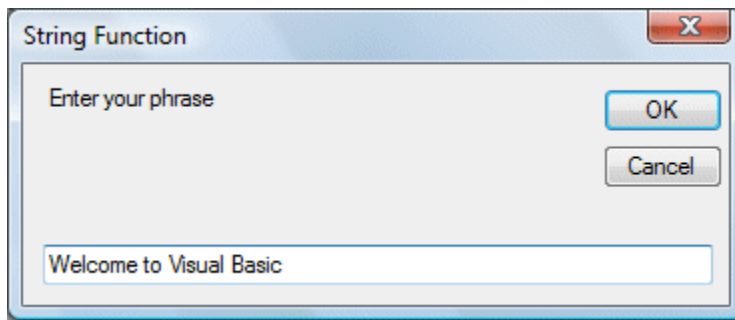 String Function
Enter your phrase
OK
Cancel
Welcome to Visual Basic